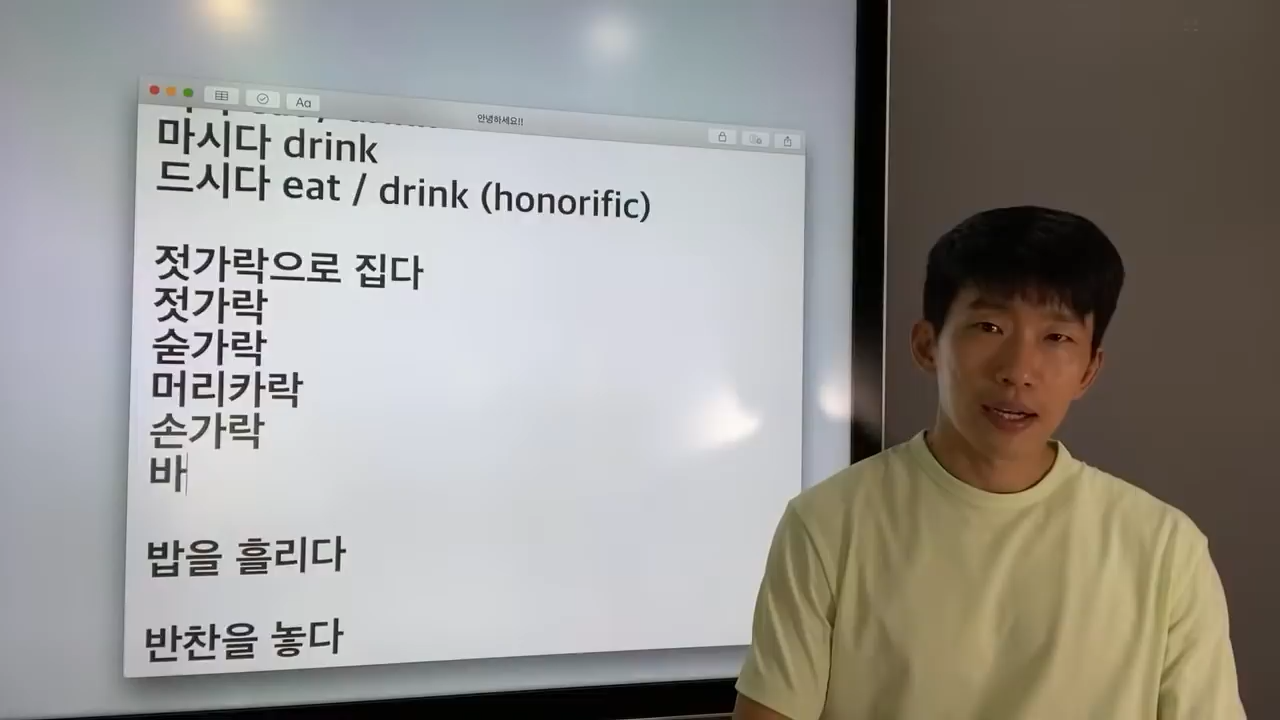 Aa
안녕하세요!!
마시다 drink
드시다 eat / drink (honorific)
젓가락으로 집다
젓가락
숟가락
머리카락
손가락
바
밥을 흘리다
반찬을 놓다